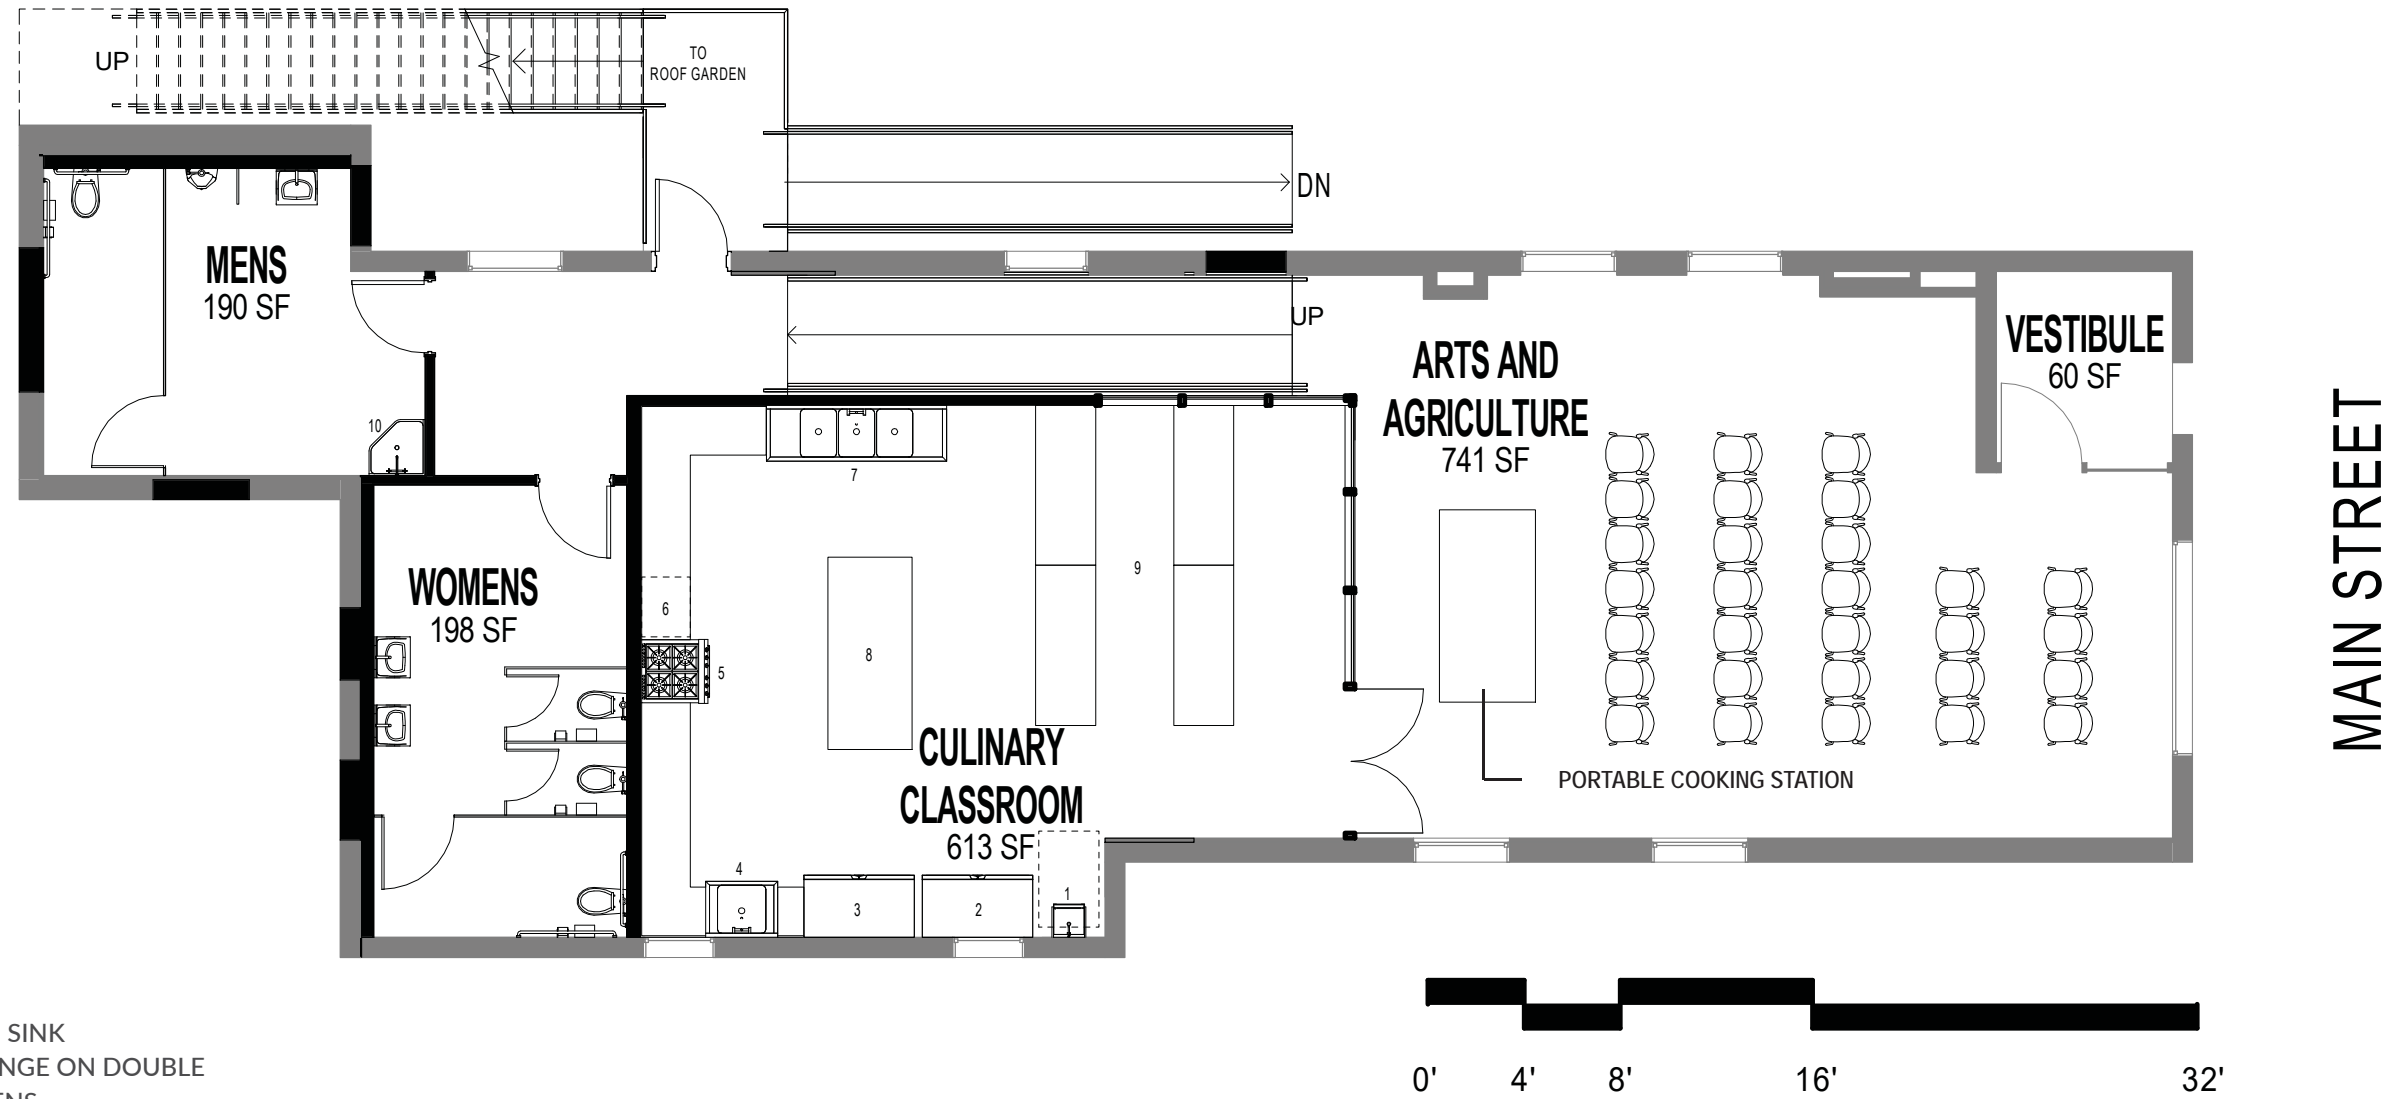 UP
TO
ROOF GARDEN
DN
MENS
190 SF
UP
VESTIBULE
60 SF
ARTS AND
AGRICULTURE
741 SF
MAIN STREET
10
7
WOMENS
198 SF
9
6
8
5
CULINARY
CLASSROOM
613 SF
PORTABLE COOKING STATION
4
3
2
1
SINK
NGE ON DOUBLE
ENS
0' 4' 8' 16' 32'